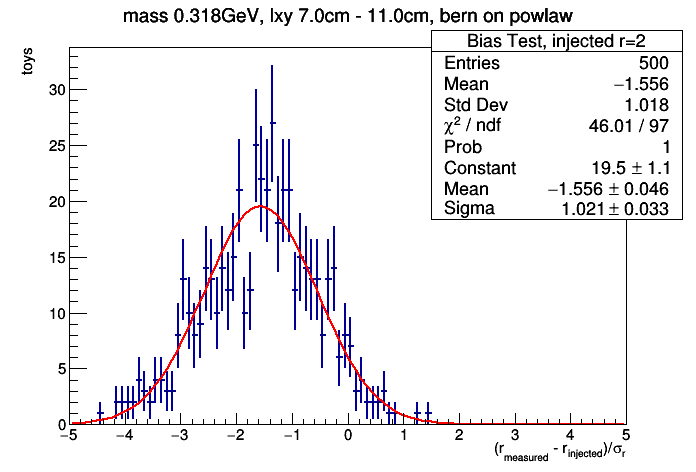 mass 0.318GeV, lxy 7.0cm - 11.0cm, bern on powlaw
Bias Test, injected r=2
Entries 500
Mean −1.556
Std Dev 1.018
χ² / ndf 46.01 / 97
Prob 1
Constant 19.5 ± 1.1
Mean −1.556 ± 0.046
Sigma 1.021 ± 0.033
toys
30
25
20
15
10
5
0
−5 −4 −3 −2 −1 0 1 2 3 4 5
(r_measured - r_injected)/σ_r